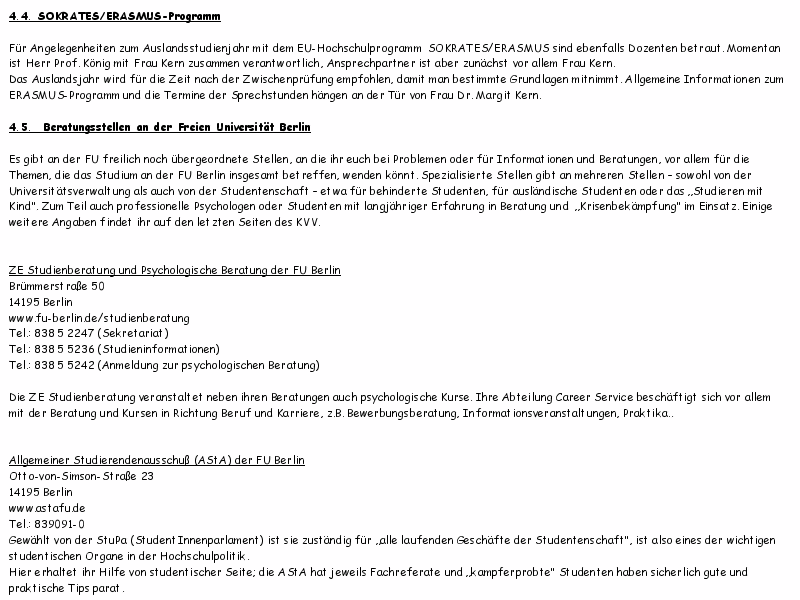 4.4. SOKRATES/ERASMUS-Programm
Für Angelegenheiten zum Auslandsstudienjahr mit dem EU-Hochschulprogramm SOKRATES/ERASMUS sind ebenfalls Dozenten betraut. Momentan
ist Herr Prof. König mit Frau Kern zusammen verantwortlich, Ansprechpartner ist aber zunächst vor allem Frau Kern.
Das Auslandsjahr wird für die Zeit nach der Zwischenprüfung empfohlen, damit man bestimmte Grundlagen mitnimmt. Allgemeine Informationen zum
ERASMUS-Programm und die Termine der Sprechstunden hängen an der Tür von Frau Dr. Margit Kern.
4.5. Beratungsstellen an der Freien Universität Berlin
Es gibt an der FU freilich noch übergeordnete Stellen, an die ihr euch bei Problemen oder für Informationen und Beratungen, vor allem für die
Themen, die das Studium an der FU Berlin insgesamt betreffen, wenden könnt. Spezialisierte Stellen gibt an mehreren Stellen – sowohl von der
Universitätsverwaltung als auch von der Studentenschaft – etwa für behinderte Studenten, für ausländische Studenten oder das ,,Studieren mit
Kind". Zum Teil auch professionelle Psychologen oder Studenten mit langjähriger Erfahrung in Beratung und ,,Krisenbekämpfung" im Einsatz. Einige
weitere Angaben findet ihr auf den letzten Seiten des KVV.
ZE Studienberatung und Psychologische Beratung der FU Berlin
Brümmerstraße 50
14195 Berlin
www.fu-berlin.de/studienberatung
Tel.: 838 5 2247 (Sekretariat)
Tel.: 838 5 5236 (Studieninformationen)
Tel.: 838 5 5242 (Anmeldung zur psychologischen Beratung)
Die ZE Studienberatung veranstaltet neben ihren Beratungen auch psychologische Kurse. Ihre Abteilung Career Service beschäftigt sich vor allem
mit der Beratung und Kursen in Richtung Beruf und Karriere, z.B. Bewerbungsberatung, Informationsveranstaltungen, Praktika..
Allgemeiner Studierendenausschuß (AStA) der FU Berlin
Otto-von-Simson-Straße 23
14195 Berlin
www.astafu.de
Tel.: 839091-0
Gewählt von der StuPa (StudentInnenparlament) ist sie zuständig für ,,alle laufenden Geschäfte der Studentenschaft", ist also eines der wichtigen
studentischen Organe in der Hochschulpolitik.
Hier erhaltet ihr Hilfe von studentischer Seite; die AStA hat jeweils Fachreferate und ,,kampferprobte" Studenten haben sicherlich gute und
praktische Tips parat.